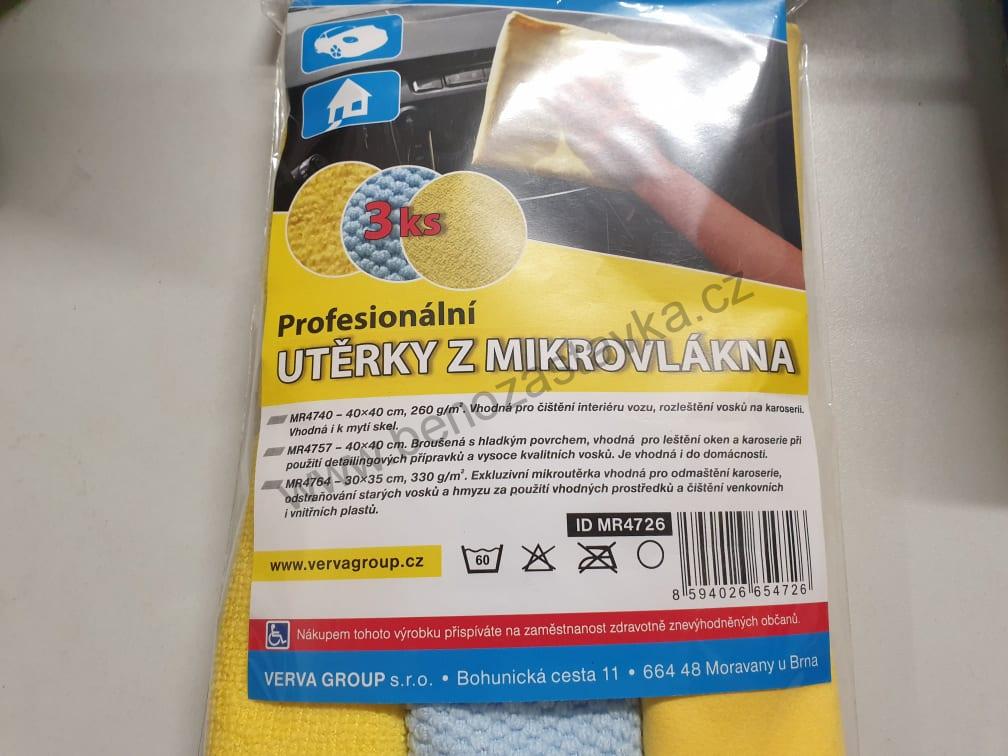 3 ks
Profesionální
UTĚRKY Z MIKROVLÁKNA
MR4740 – 40×40 cm, 260 g/m². Vhodná pro čištění interiéru vozu, rozleštění vosků na karoserii.
Vhodná i k mytí skel.
MR4757 – 40×40 cm. Broušená s hladkým povrchem, vhodná pro leštění oken a karoserie při
použití detailingových přípravků a vysoce kvalitních vosků. Je vhodná i do domácnosti.
MR4764 – 30×35 cm, 330 g/m². Exkluzivní mikroutěrka vhodná pro odmaštění karoserie,
odstraňování starých vosků a hmyzu za použití vhodných prostředků a čištění venkovních
i vnitřních plastů.
ID MR4726
www.vervagroup.cz
60
8 594026 654726
Nákupem tohoto výrobku přispíváte na zaměstnanost zdravotně znevýhodněných občanů.
VERVA GROUP s.r.o. • Bohunická cesta 11 • 664 48 Moravany u Brna
www.benozastavka.cz